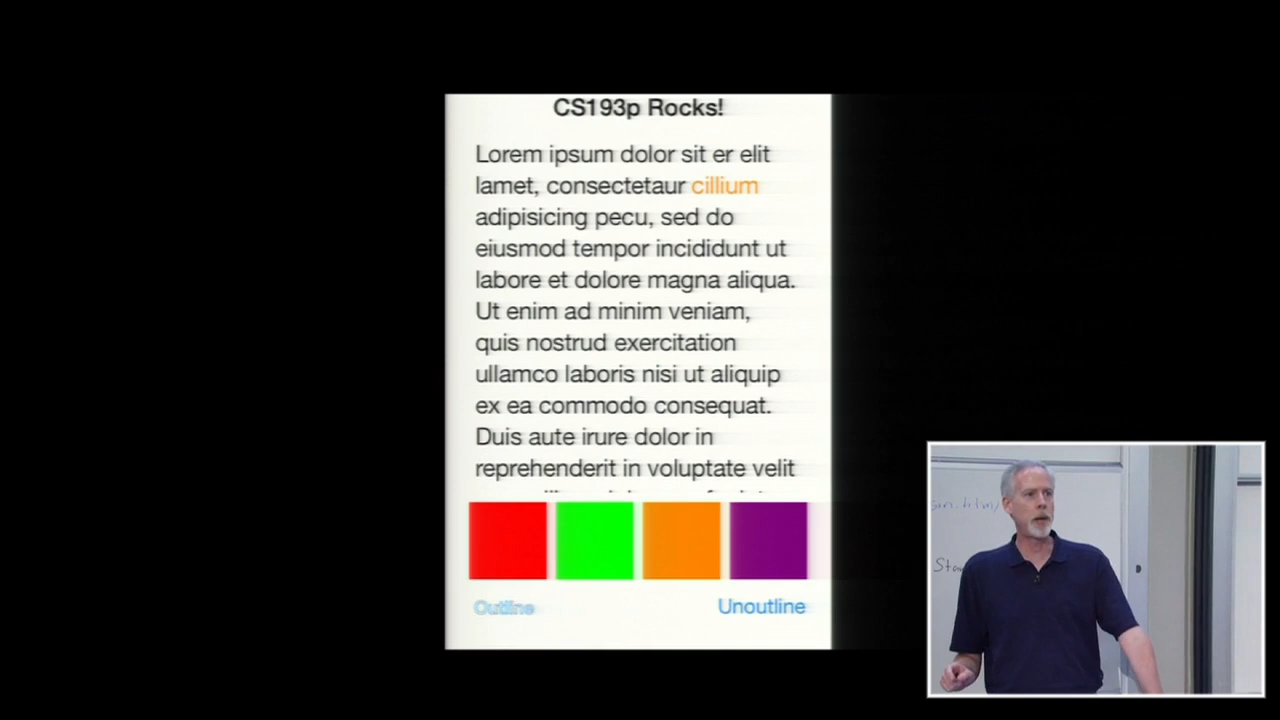 CS193p Rocks!
Lorem ipsum dolor sit er elit
lamet, consectetaur cillium
adipisicing pecu, sed do
eiusmod tempor incididunt ut
labore et dolore magna aliqua.
Ut enim ad minim veniam,
quis nostrud exercitation
ullamco laboris nisi ut aliquip
ex ea commodo consequat.
Duis aute irure dolor in
reprehenderit in voluptate velit
Outline
Unoutline